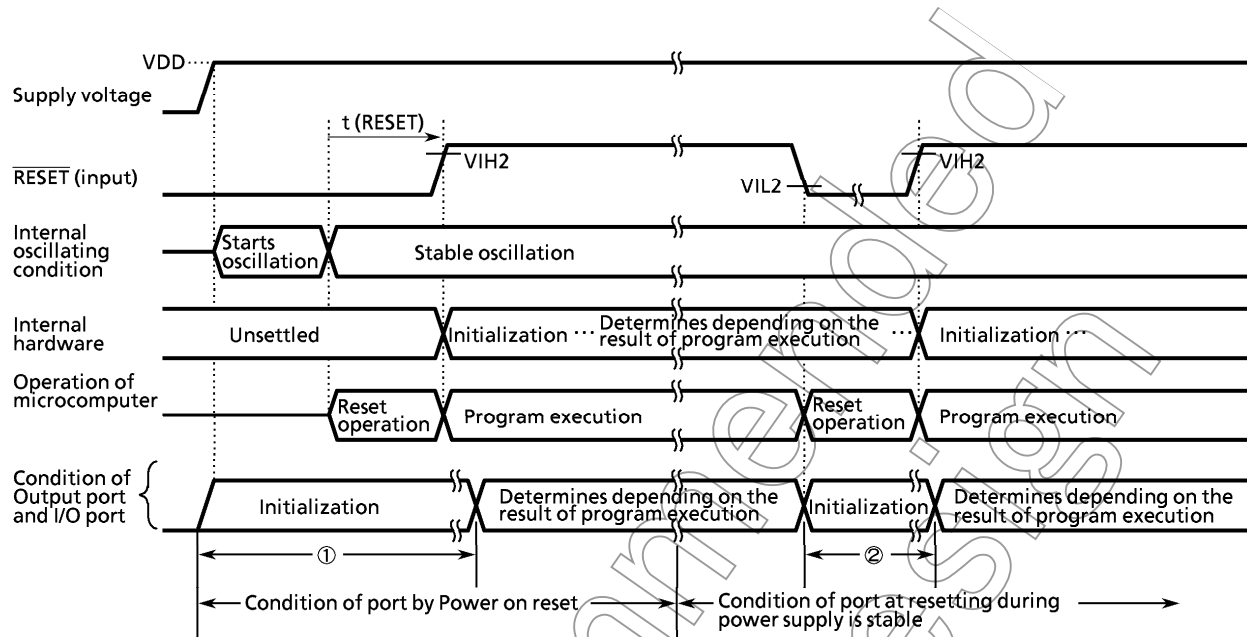 VDD
Supply voltage
t (RESET)
VIH2
RESET (input)
VIL2
VIH2
Internal
oscillating
condition
Starts
oscillation
Stable oscillation
Internal
hardware
Unsettled
Initialization ···
Determines depending on the
result of program execution
···
Initialization ···
Operation of
microcomputer
Reset
operation
Program execution
Reset
operation
Program execution
Condition of
Output port
and I/O port
Initialization
Determines depending on the
result of program execution
Initialization
Determines depending on the
result of program execution
①
②
Condition of port by Power on reset
Condition of port at resetting during
power supply is stable